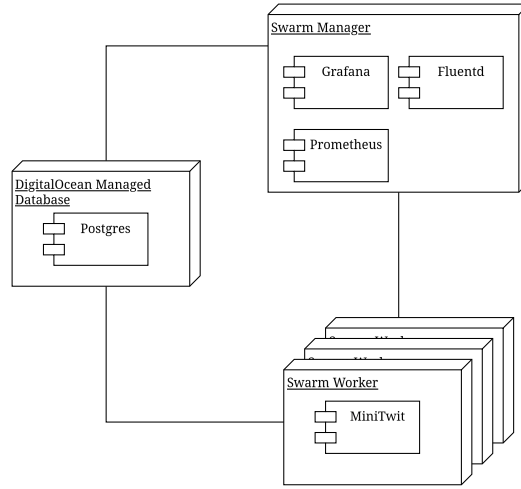 Swarm Manager
Grafana
Fluentd
Prometheus
DigitalOcean Managed
Database
Postgres
Swarm Worker
MiniTwit